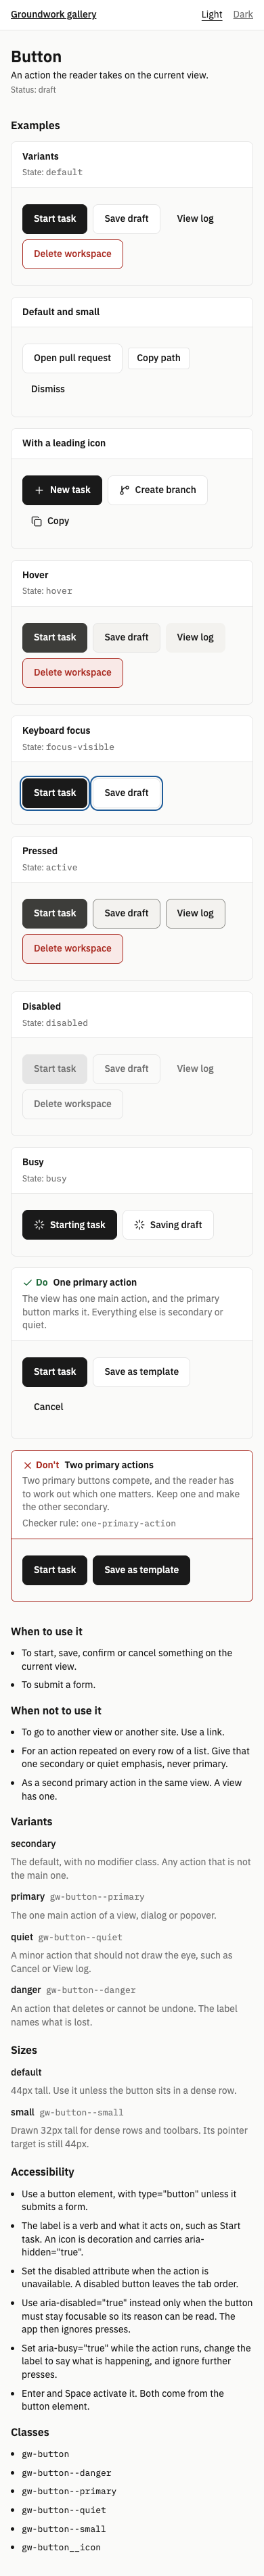 Groundwork gallery Light Dark
Button
An action the reader takes on the current view.
Status: draft
Examples
Variants
State: default
Start task Save draft View log
Delete workspace
Default and small
Open pull request Copy path
Dismiss
With a leading icon
New task Create branch
Copy
Hover
State: hover
Start task Save draft View log
Delete workspace
Keyboard focus
State: focus-visible
Start task Save draft
Pressed
State: active
Start task Save draft View log
Delete workspace
Disabled
State: disabled
Start task Save draft View log
Delete workspace
Busy
State: busy
Starting task Saving draft
Do One primary action
The view has one main action, and the primary
button marks it. Everything else is secondary or
quiet.
Start task Save as template
Cancel
Don't Two primary actions
Two primary buttons compete, and the reader has
to work out which one matters. Keep one and make
the other secondary.
Checker rule: one-primary-action
Start task Save as template
When to use it
• To start, save, confirm or cancel something on the
current view.
• To submit a form.
When not to use it
• To go to another view or another site. Use a link.
• For an action repeated on every row of a list. Give that
one secondary or quiet emphasis, never primary.
• As a second primary action in the same view. A view
has one.
Variants
secondary
The default, with no modifier class. Any action that is not
the main one.
primary gw-button--primary
The one main action of a view, dialog or popover.
quiet gw-button--quiet
A minor action that should not draw the eye, such as
Cancel or View log.
danger gw-button--danger
An action that deletes or cannot be undone. The label
names what is lost.
Sizes
default
44px tall. Use it unless the button sits in a dense row.
small gw-button--small
Drawn 32px tall for dense rows and toolbars. Its pointer
target is still 44px.
Accessibility
• Use a button element, with type="button" unless it
submits a form.
• The label is a verb and what it acts on, such as Start
task. An icon is decoration and carries aria-
hidden="true".
• Set the disabled attribute when the action is
unavailable. A disabled button leaves the tab order.
• Use aria-disabled="true" instead only when the button
must stay focusable so its reason can be read. The
app then ignores presses.
• Set aria-busy="true" while the action runs, change the
label to say what is happening, and ignore further
presses.
• Enter and Space activate it. Both come from the
button element.
Classes
• gw-button
• gw-button--danger
• gw-button--primary
• gw-button--quiet
• gw-button--small
• gw-button__icon